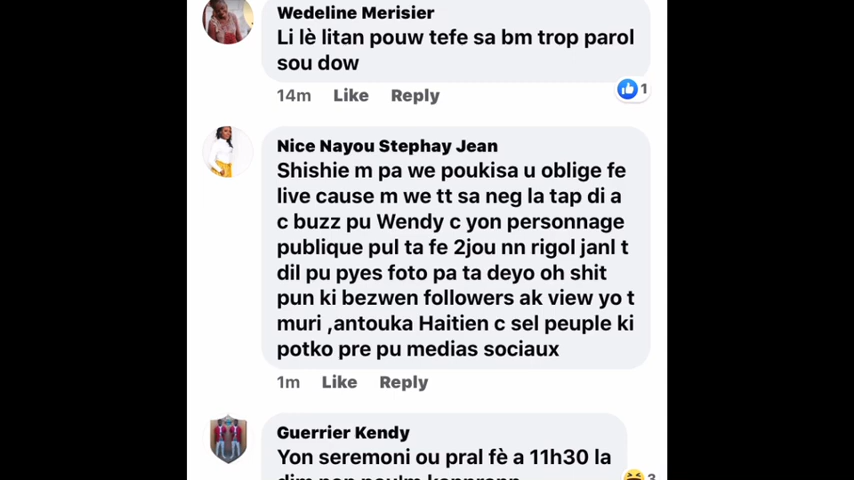 Wedeline Merisier
Li lè litan pouw tefe sa bm trop parol
sou dow
14m Like Reply
1
Nice Nayou Stephay Jean
Shishie m pa we poukisa u oblige fe
live cause m we tt sa neg la tap di a
c buzz pu Wendy c yon personnage
publique pul ta fe 2jou nn rigol janl t
dil pu pyes foto pa ta deyo oh shit
pun ki bezwen followers ak view yo t
muri ,antouka Haitien c sel peuple ki
potko pre pu medias sociaux
1m Like Reply
Guerrier Kendy
Yon seremoni ou pral fè a 11h30 la
3